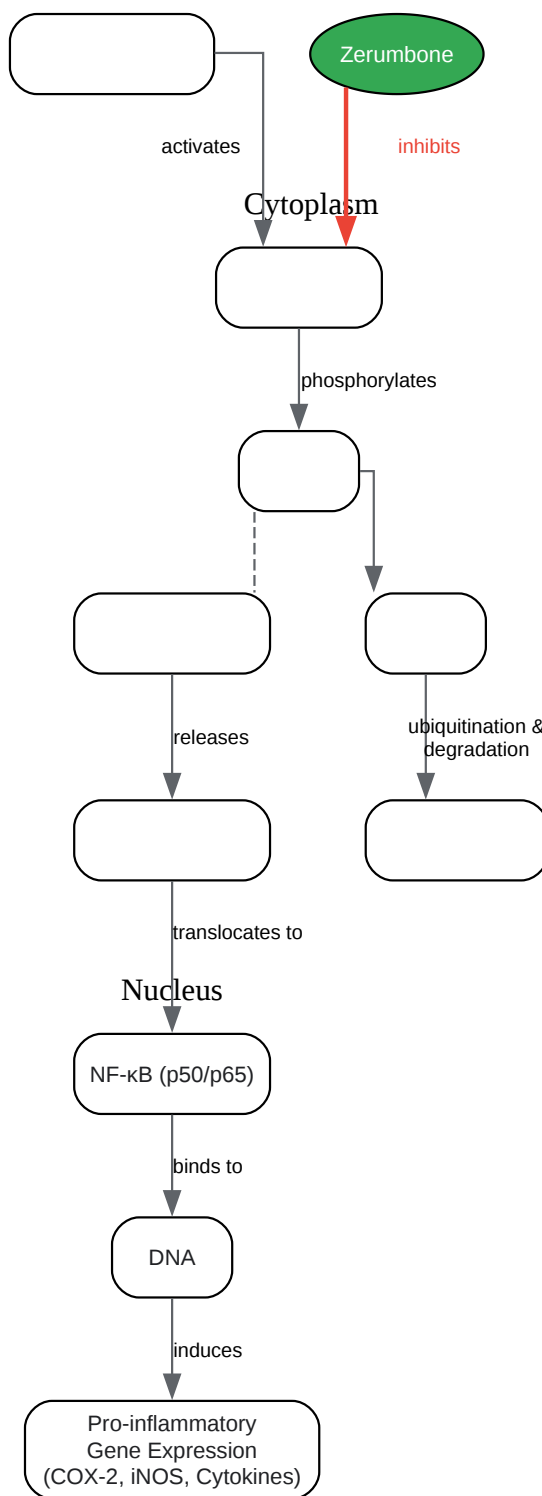 Zerumbone
activates
inhibits
Cytoplasm
phosphorylates
releases
ubiquitination &
degradation
translocates to
Nucleus
NF-κB (p50/p65)
binds to
DNA
induces
Pro-inflammatory
Gene Expression
(COX-2, iNOS, Cytokines)